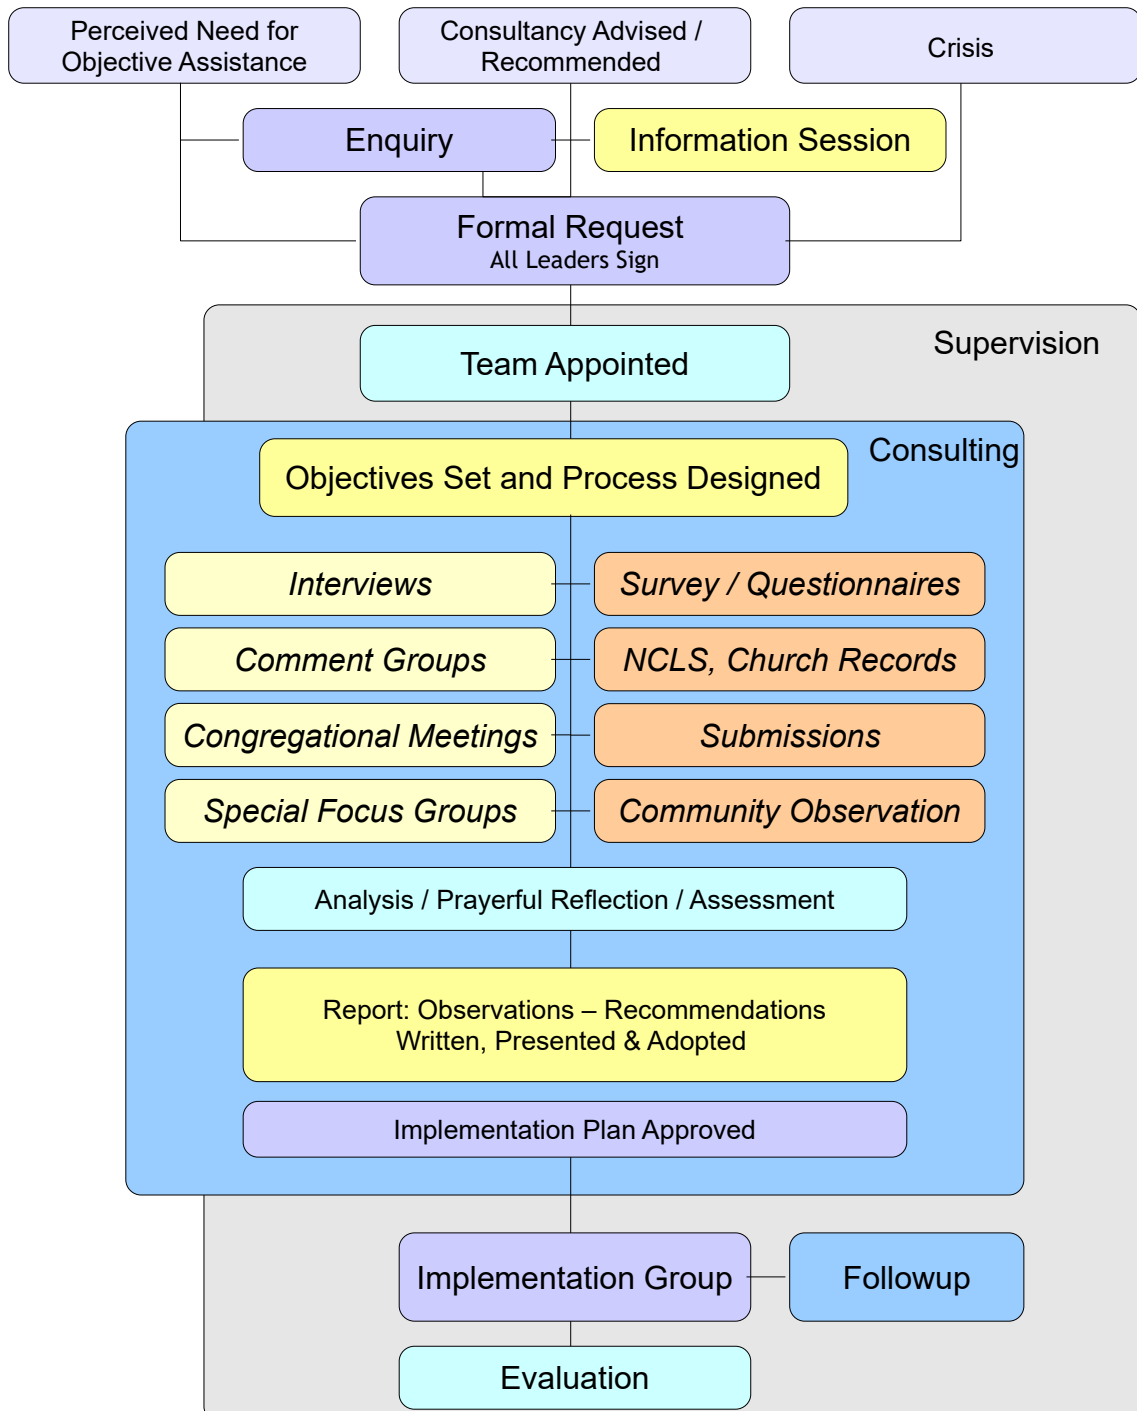 Perceived Need for
Objective Assistance
Consultancy Advised /
Recommended
Crisis
Enquiry
Information Session
Formal Request
All Leaders Sign
Supervision
Team Appointed
Consulting
Objectives Set and Process Designed
Interviews
Survey / Questionnaires
Comment Groups
NCLS, Church Records
Congregational Meetings
Submissions
Special Focus Groups
Community Observation
Analysis / Prayerful Reflection / Assessment
Report: Observations – Recommendations
Written, Presented & Adopted
Implementation Plan Approved
Implementation Group
Followup
Evaluation